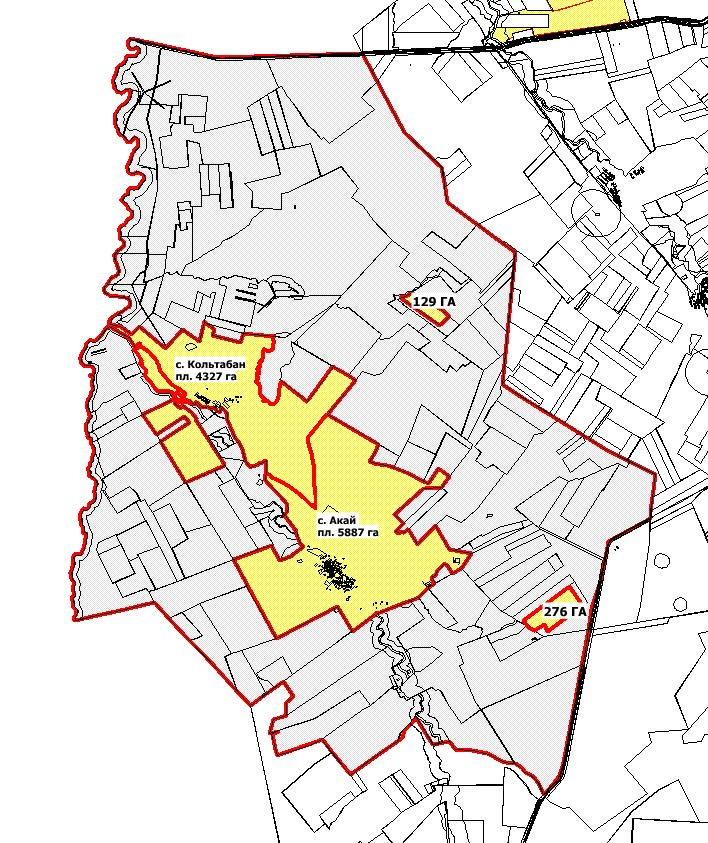 129 ГА
с. Кольтабан
пл. 4327 га
с. Акай
пл. 5887 га
276 ГА